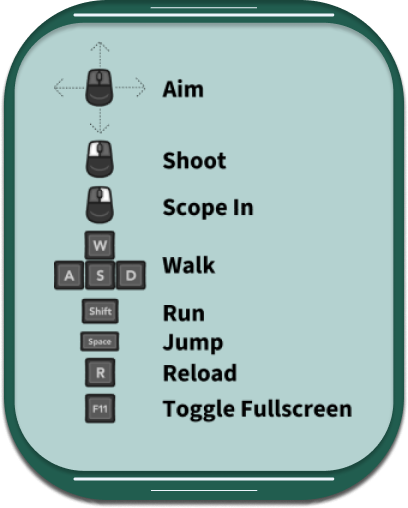 Aim
Shoot
Scope In
W
A S D Walk
Shift Run
Space Jump
R Reload
F11 Toggle Fullscreen